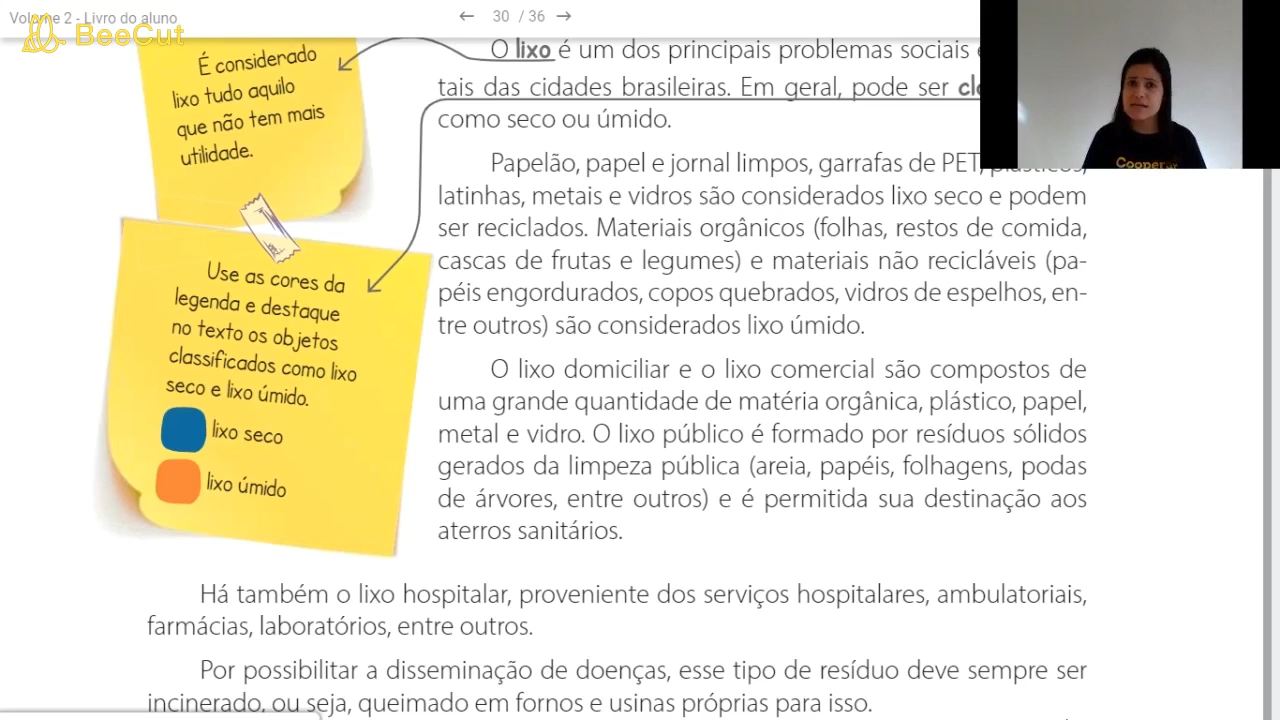 Volume 2 - Livro do aluno
30 / 36
BeeCut
É considerado
lixo tudo aquilo
que não tem mais
utilidade.
Use as cores da
legenda e destaque
no texto os objetos
classificados como lixo
seco e lixo úmido.
lixo seco
lixo úmido
O lixo é um dos principais problemas sociais
tais das cidades brasileiras. Em geral, pode ser
como seco ou úmido.
Papelão, papel e jornal limpos, garrafas de PET, plásticos,
latinhas, metais e vidros são considerados lixo seco e podem
ser reciclados. Materiais orgânicos (folhas, restos de comida,
cascas de frutas e legumes) e materiais não recicláveis (pa-
péis engordurados, copos quebrados, vidros de espelhos, en-
tre outros) são considerados lixo úmido.
O lixo domiciliar e o lixo comercial são compostos de
uma grande quantidade de matéria orgânica, plástico, papel,
metal e vidro. O lixo público é formado por resíduos sólidos
gerados da limpeza pública (areia, papéis, folhagens, podas
de árvores, entre outros) e é permitida sua destinação aos
aterros sanitários.
Há também o lixo hospitalar, proveniente dos serviços hospitalares, ambulatoriais,
farmácias, laboratórios, entre outros.
Por possibilitar a disseminação de doenças, esse tipo de resíduo deve sempre ser
incinerado, ou seja, queimado em fornos e usinas próprias para isso.